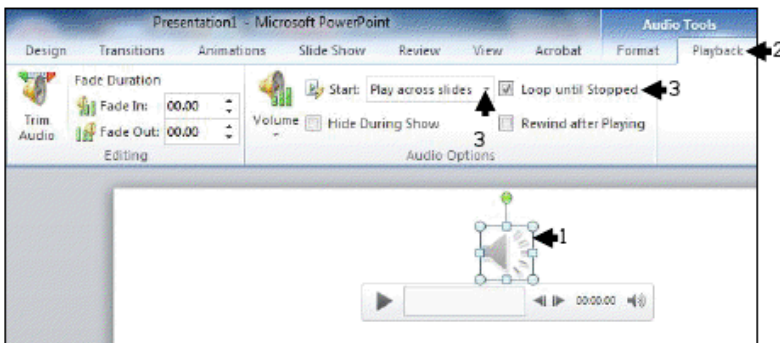 Presentation1 - Microsoft PowerPoint
Audio Tools
Design Transitions Animations Slide Show Review View Acrobat Format Playback 2
Fade Duration
Start: Play across slides Loop until Stopped 3
Fade In: 00.00
Trim Audio
Volume
Fade Out: 00.00
Hide During Show
3
Rewind after Playing
Editing
Audio Options
1
00:00.00